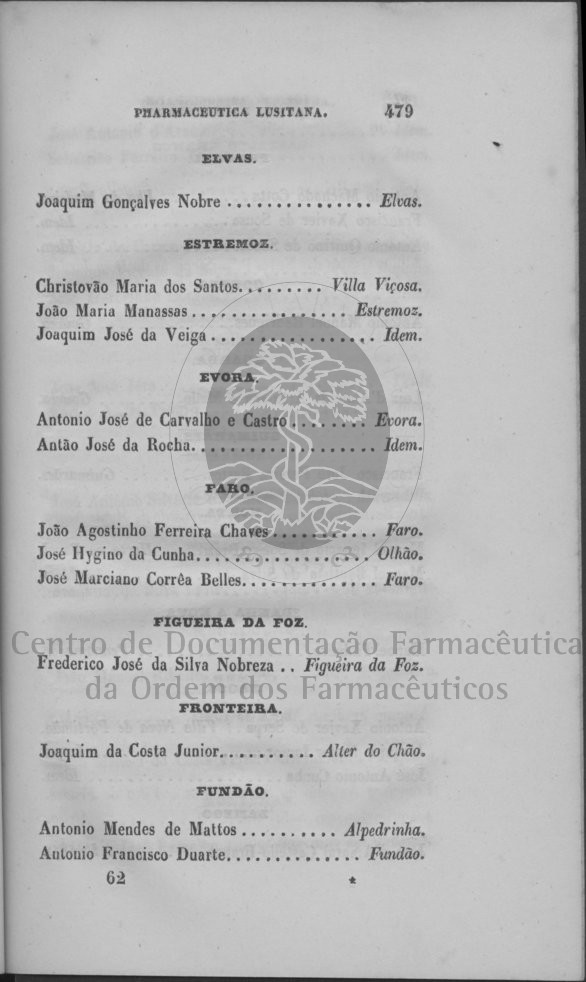 PHARMACEUTICA LUSITANA. 479
ELVAS.
Joaquim Gonçalves Nobre . . . . . . . . . . . . . . . Elvas.
ESTREMOZ.
Christovão Maria dos Santos. . . . . . . . . Villa Viçosa.
João Maria Manassas . . . . . . . . . . . . . . . . Estremoz.
Joaquim José da Veiga . . . . . . . . . . . . . . . . . Idem.
EVORA.
Antonio José de Carvalho e Castro . . . . . . . . Evora.
Antão José da Rocha. . . . . . . . . . . . . . . . . . . Idem.
FARO.
João Agostinho Ferreira Chaves . . . . . . . . . . . Faro.
José Hygino da Cunha. . . . . . . . . . . . . . . . . . Olhão.
José Marciano Corrêa Belles. . . . . . . . . . . . . . Faro.
FIGUEIRA DA FOZ.
Centro de Documentação Farmacêutica
Frederico José da Silva Nobreza . . Figueira da Foz.
da Ordem dos Farmacêuticos
FRONTEIRA.
Joaquim da Costa Junior. . . . . . . . . . Alter do Chão.
FUNDÃO.
Antonio Mendes de Mattos . . . . . . . . . . Alpedrinha.
Antonio Francisco Duarte. . . . . . . . . . . . . . Fundão.
62 *